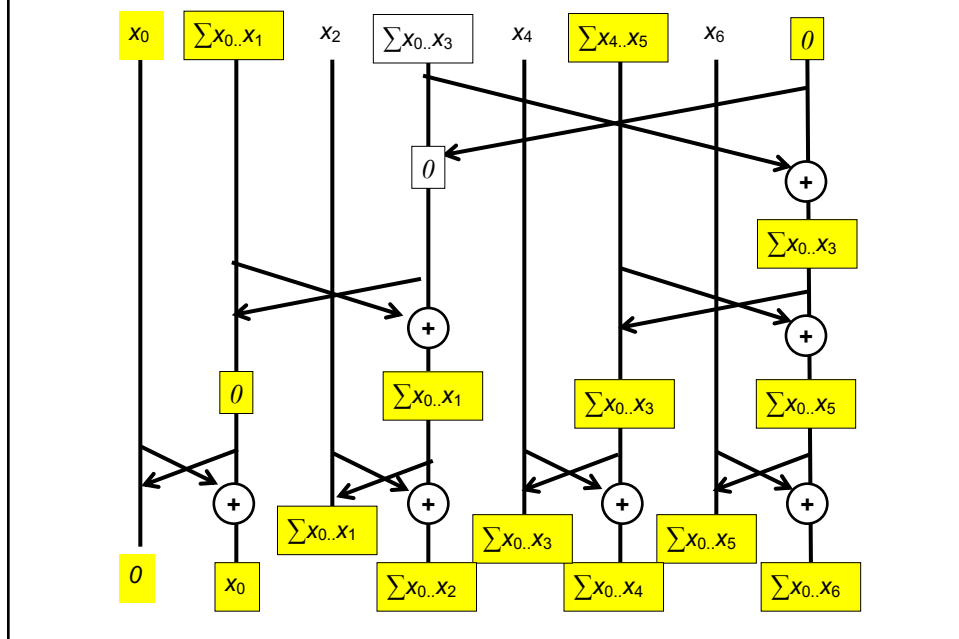 x₀ ∑x₀..x₁ x₂ ∑x₀..x₃ x₄ ∑x₄..x₅ x₆ 0
0
+
∑x₀..x₃
+ +
0 ∑x₀..x₁ ∑x₀..x₃ ∑x₀..x₅
+ + + +
∑x₀..x₁ ∑x₀..x₃ ∑x₀..x₅
0 x₀ ∑x₀..x₂ ∑x₀..x₄ ∑x₀..x₆